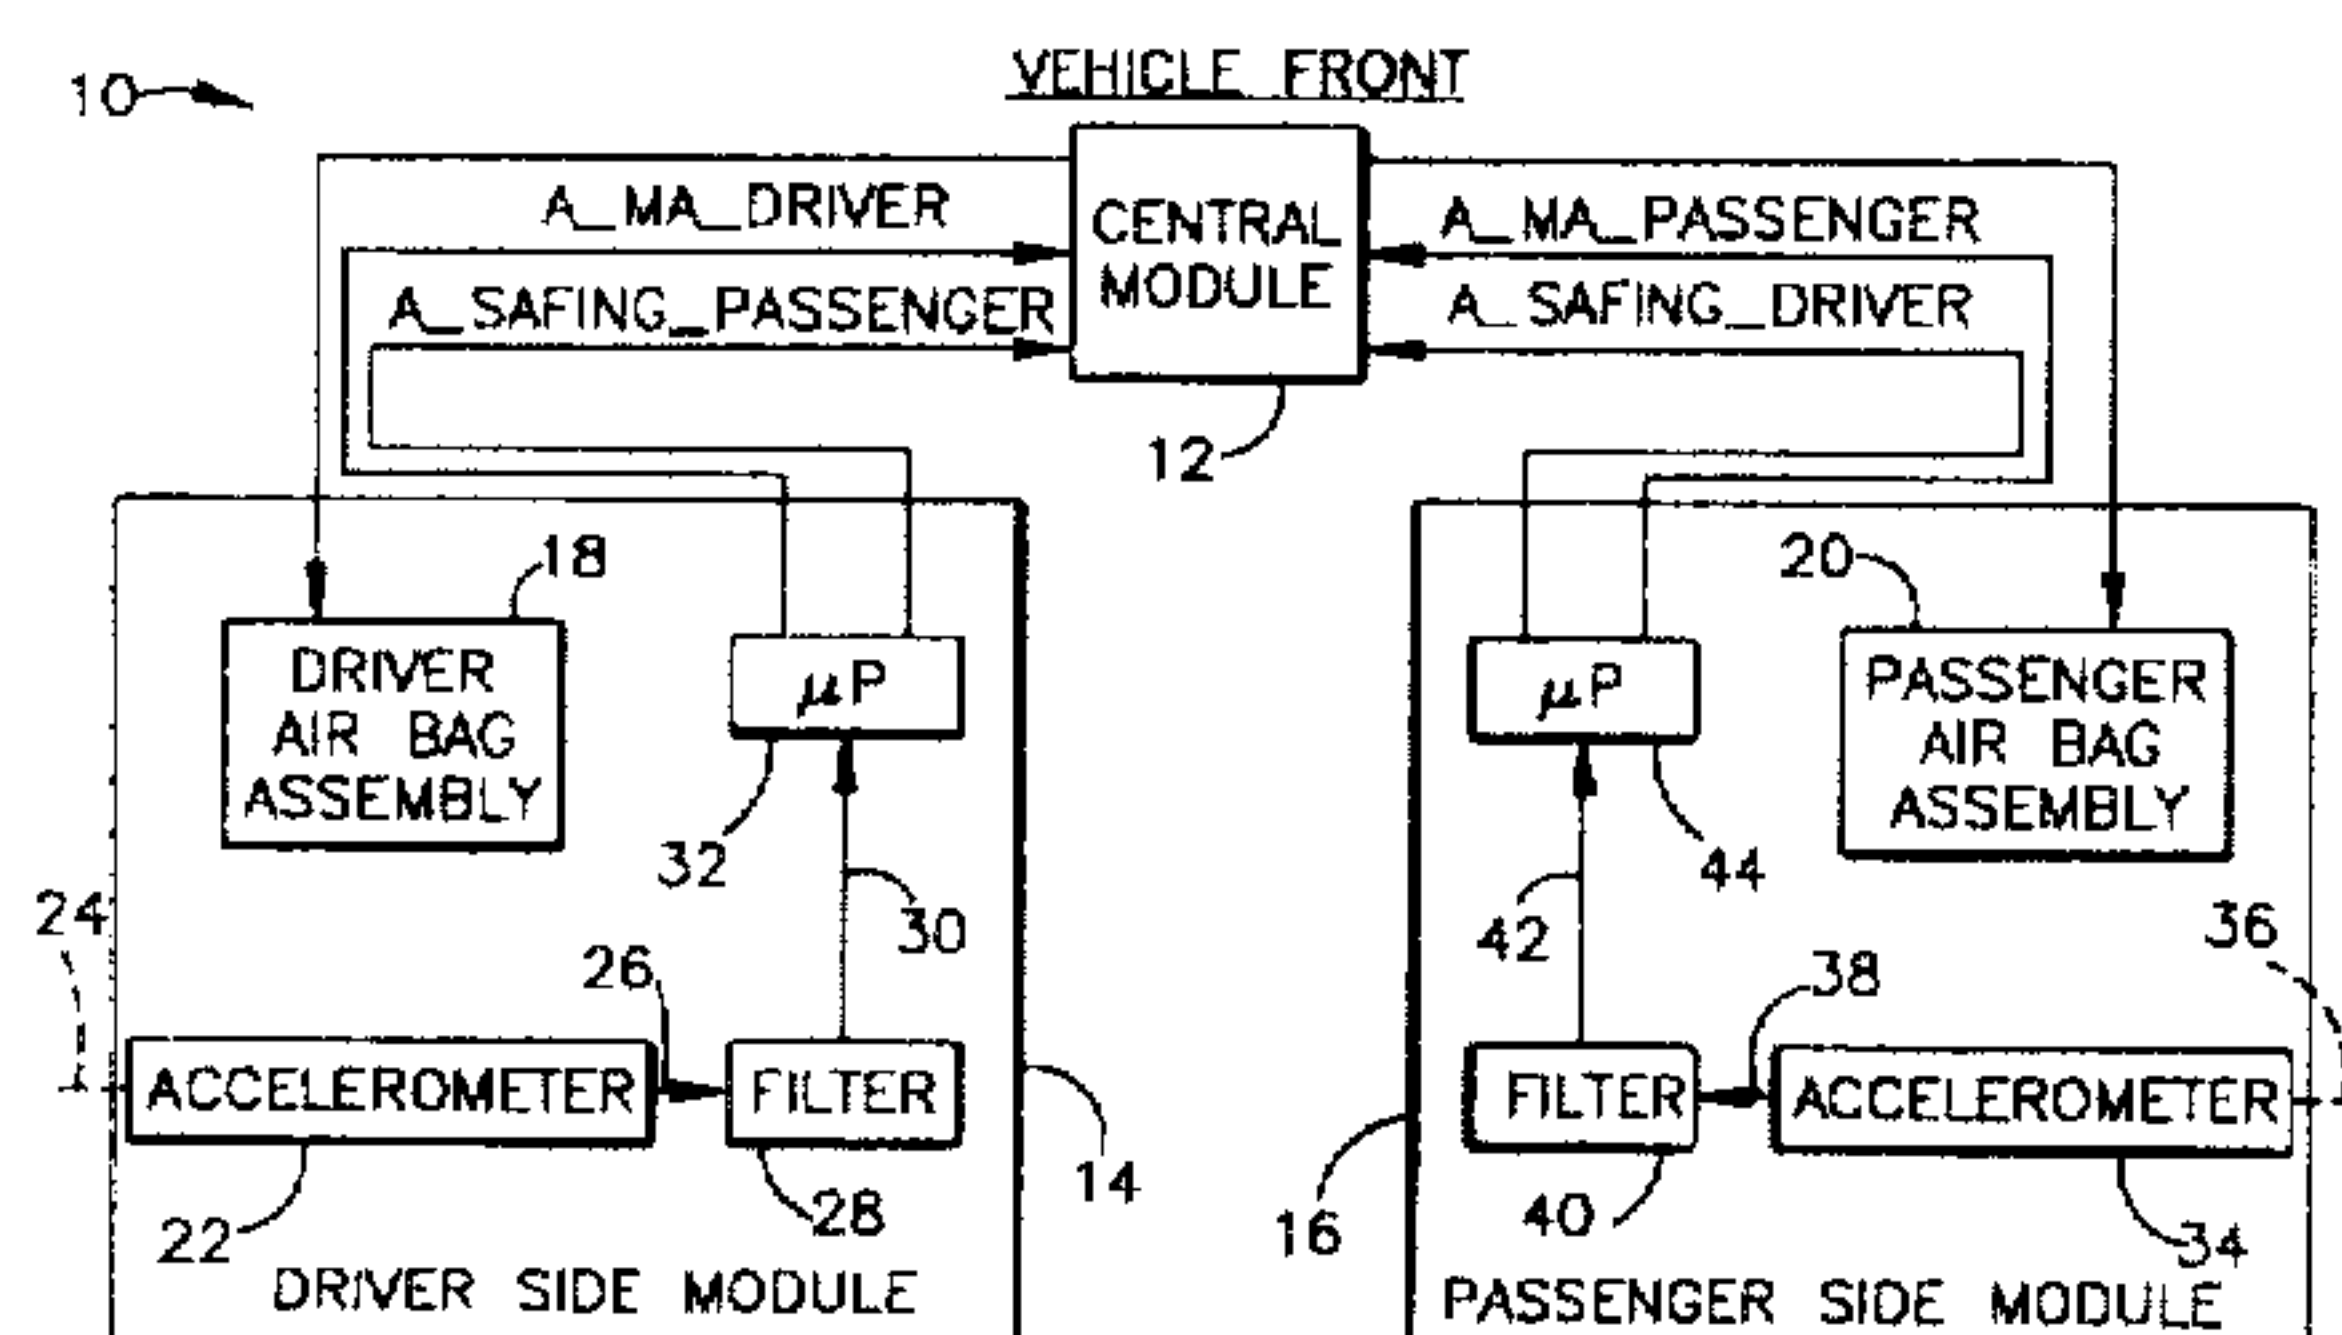 VEHICLE FRONT
10
A_MA_DRIVER
CENTRAL
MODULE
A_MA_PASSENGER
A_SAFING_PASSENGER
A_SAFING_DRIVER
12
18
DRIVER
AIR BAG
ASSEMBLY
μP
32
30
24
26
ACCELEROMETER
FILTER
22
28
14
DRIVER SIDE MODULE
20
μP
PASSENGER
AIR BAG
ASSEMBLY
44
42
36
38
FILTER
ACCELEROMETER
16
40
34
PASSENGER SIDE MODULE